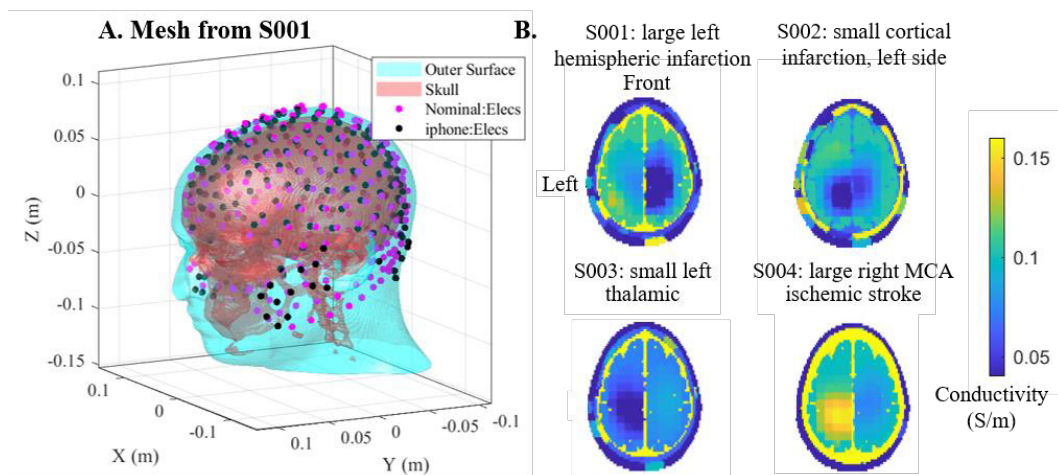 A. Mesh from S001
Outer Surface
Skull
Nominal:Elecs
iphone:Elecs
0.1
0.05
0
-0.05
-0.1
-0.15
Z (m)
0.1
0
-0.1
X (m)
0.1
0.05
0
-0.05
-0.1
Y (m)
B.
S001: large left
hemispheric infarction
Front
Left
S002: small cortical
infarction, left side
S003: small left
thalamic
S004: large right MCA
ischemic stroke
0.15
0.1
0.05
Conductivity
(S/m)